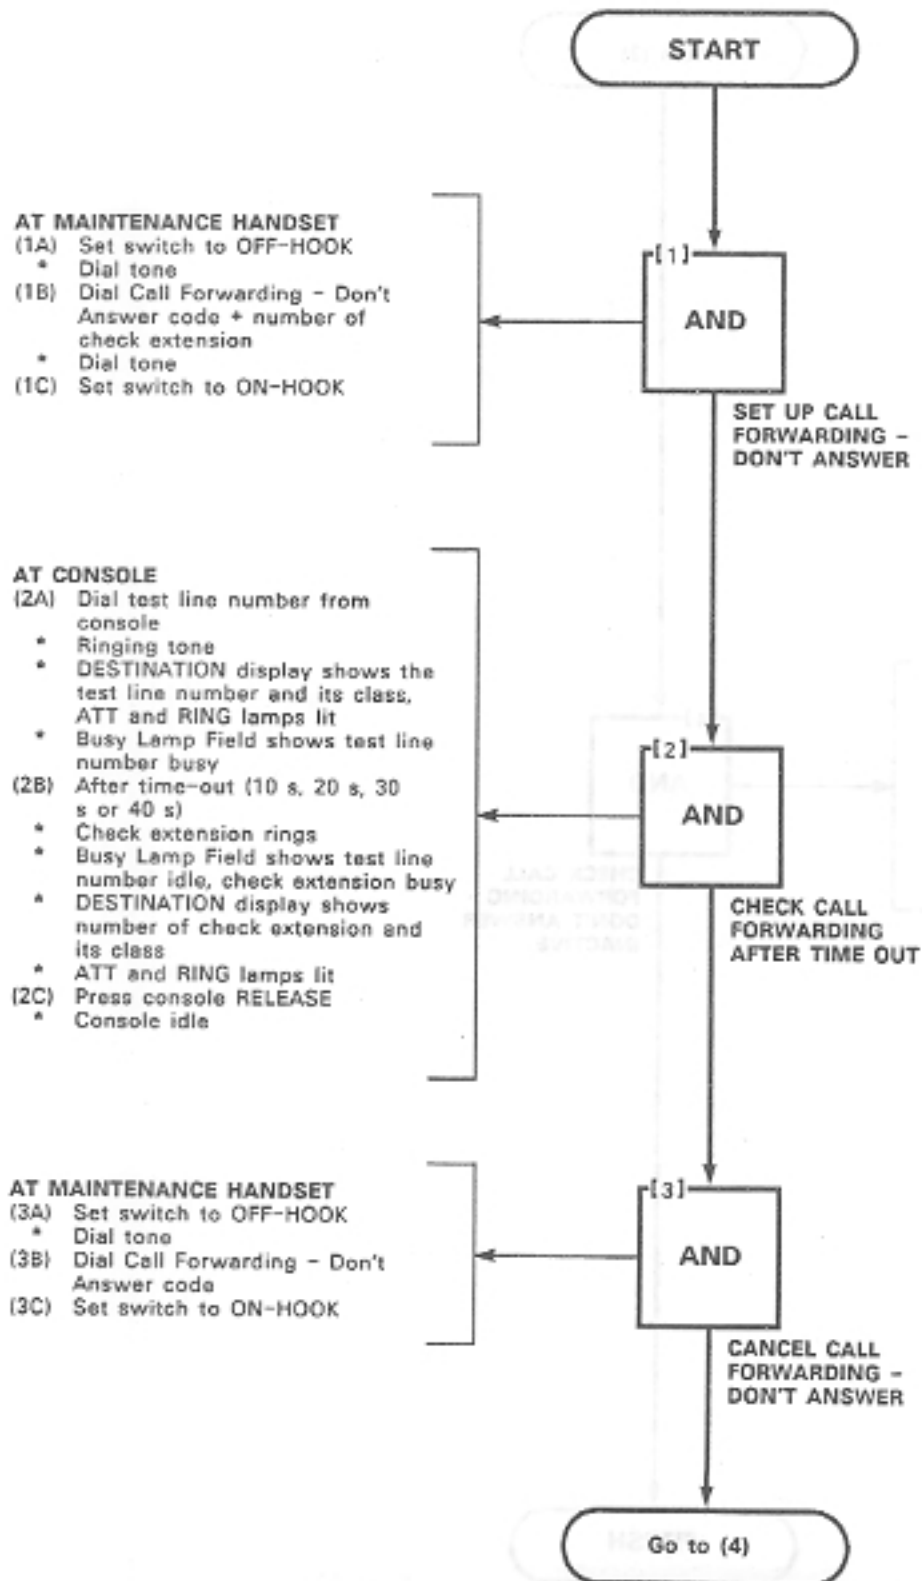 START
AT MAINTENANCE HANDSET
(1A) Set switch to OFF-HOOK
* Dial tone
(1B) Dial Call Forwarding - Don't
Answer code + number of
check extension
* Dial tone
(1C) Set switch to ON-HOOK
[1]
AND
SET UP CALL
FORWARDING -
DON'T ANSWER
AT CONSOLE
(2A) Dial test line number from
console
* Ringing tone
* DESTINATION display shows the
test line number and its class,
ATT and RING lamps lit
* Busy Lamp Field shows test line
number busy
(2B) After time-out (10 s, 20 s, 30
s or 40 s)
* Check extension rings
* Busy Lamp Field shows test line
number idle, check extension busy
* DESTINATION display shows
number of check extension and
its class
* ATT and RING lamps lit
(2C) Press console RELEASE
* Console idle
[2]
AND
CHECK CALL
FORWARDING
AFTER TIME OUT
AT MAINTENANCE HANDSET
(3A) Set switch to OFF-HOOK
* Dial tone
(3B) Dial Call Forwarding - Don't
Answer code
(3C) Set switch to ON-HOOK
[3]
AND
CANCEL CALL
FORWARDING -
DON'T ANSWER
Go to (4)